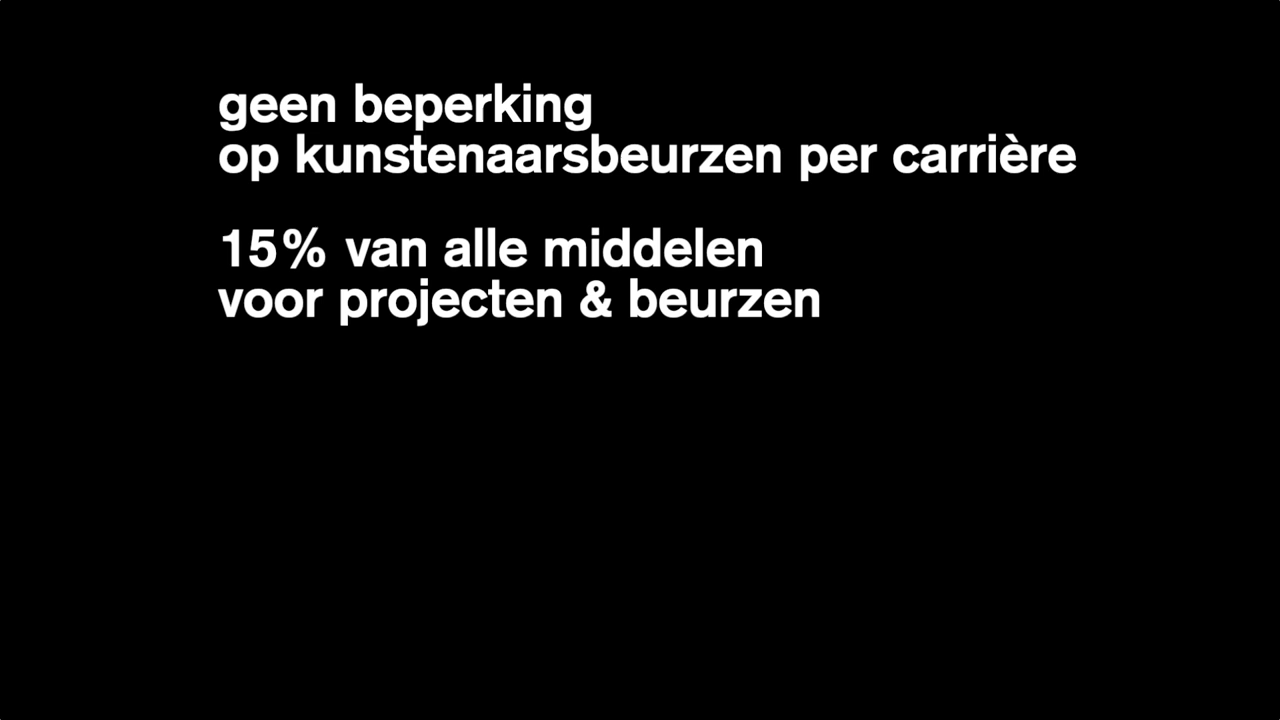 geen beperking
op kunstenaarsbeurzen per carrière
15% van alle middelen
voor projecten & beurzen